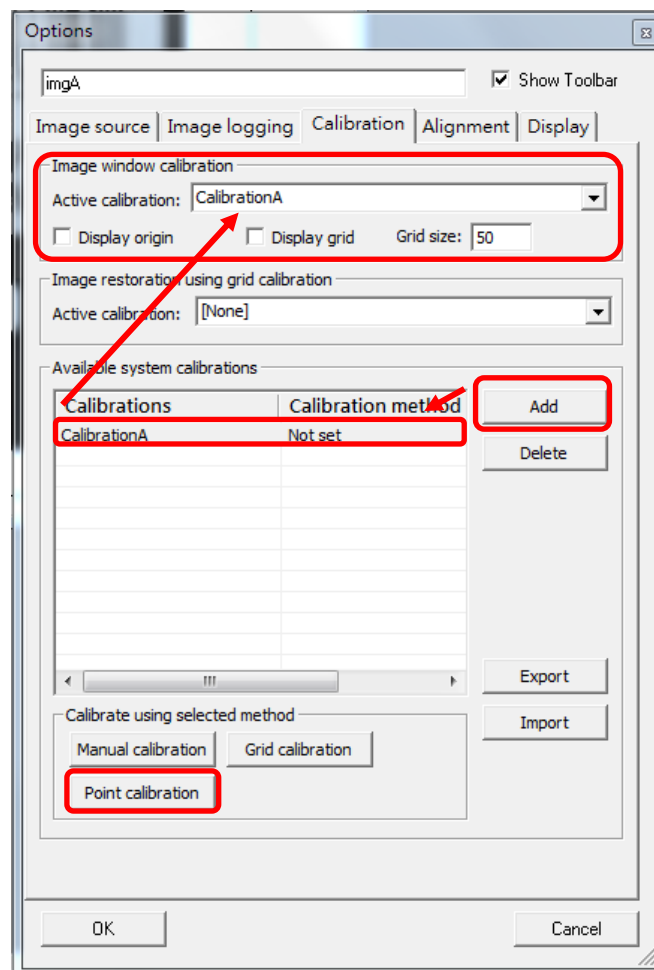 Options
imgA
Show Toolbar
Image source Image logging Calibration Alignment Display
Image window calibration
Active calibration: CalibrationA
Display origin Display grid Grid size: 50
Image restoration using grid calibration
Active calibration: [None]
Available system calibrations
Calibrations Calibration method
CalibrationA Not set
Add
Delete
Export
Import
Calibrate using selected method
Manual calibration Grid calibration
Point calibration
OK Cancel